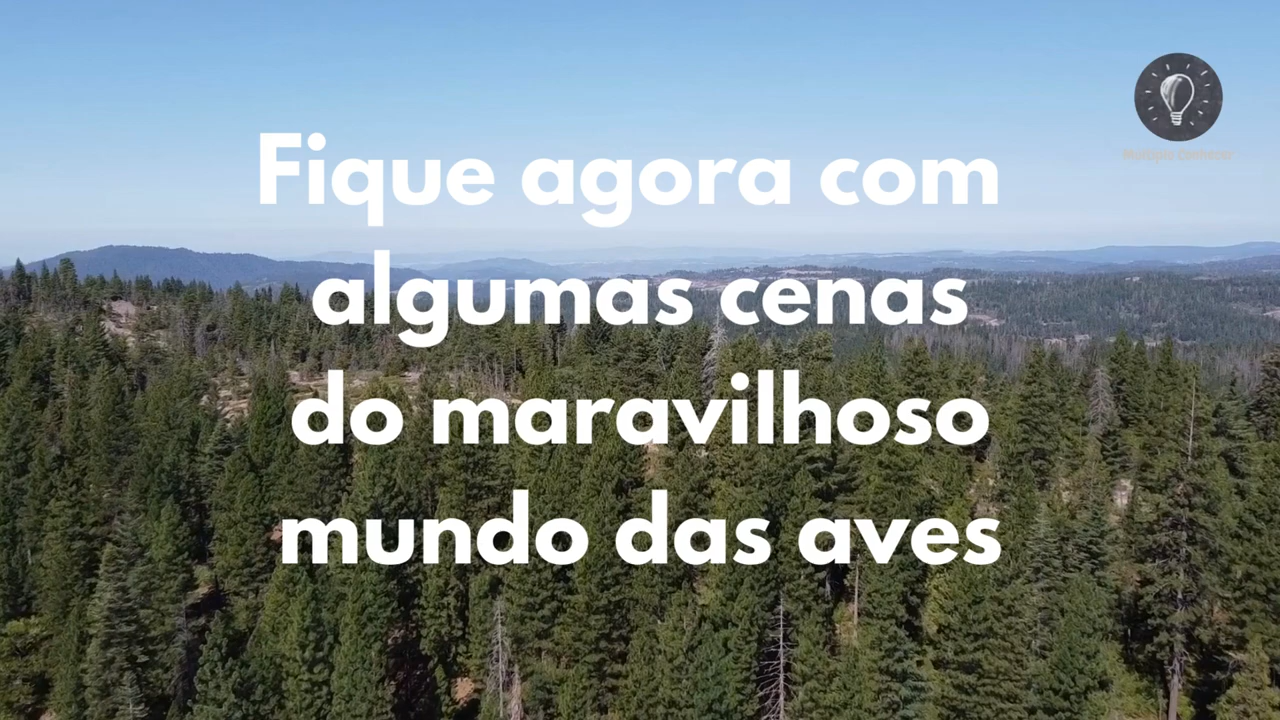 Fique agora com
algumas cenas
do maravilhoso
mundo das aves